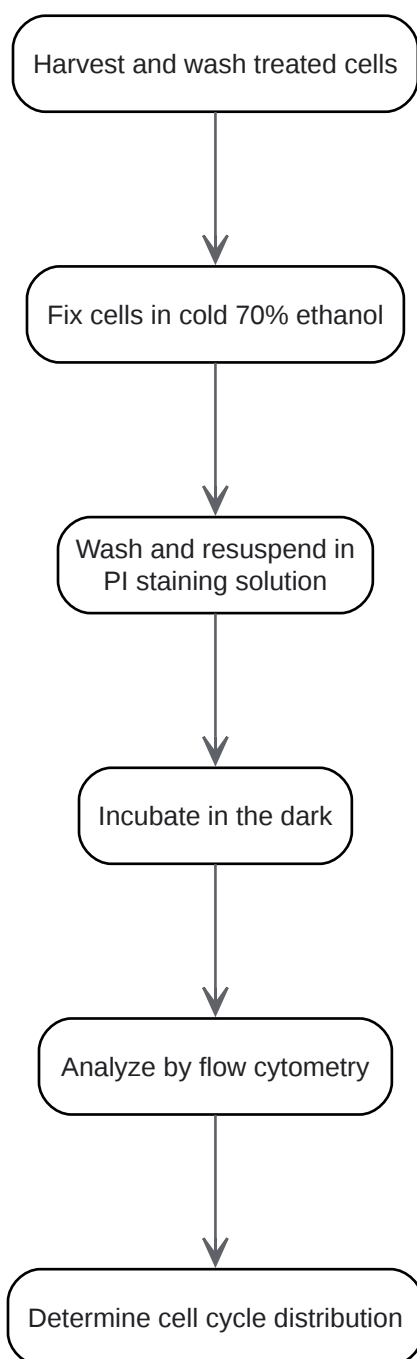 Harvest and wash treated cells
Fix cells in cold 70% ethanol
Wash and resuspend in
PI staining solution
Incubate in the dark
Analyze by flow cytometry
Determine cell cycle distribution